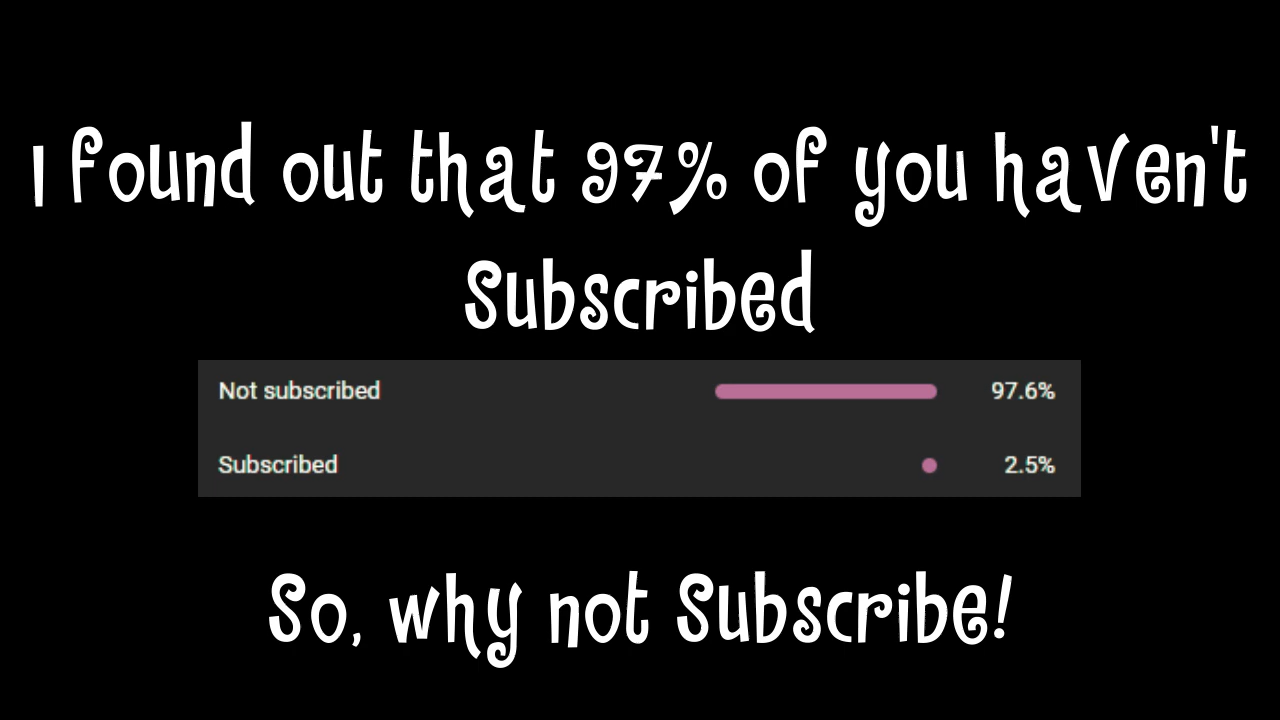 I found out that 97% of you haven't
Subscribed
Not subscribed 97.6%
Subscribed 2.5%
So, why not Subscribe!